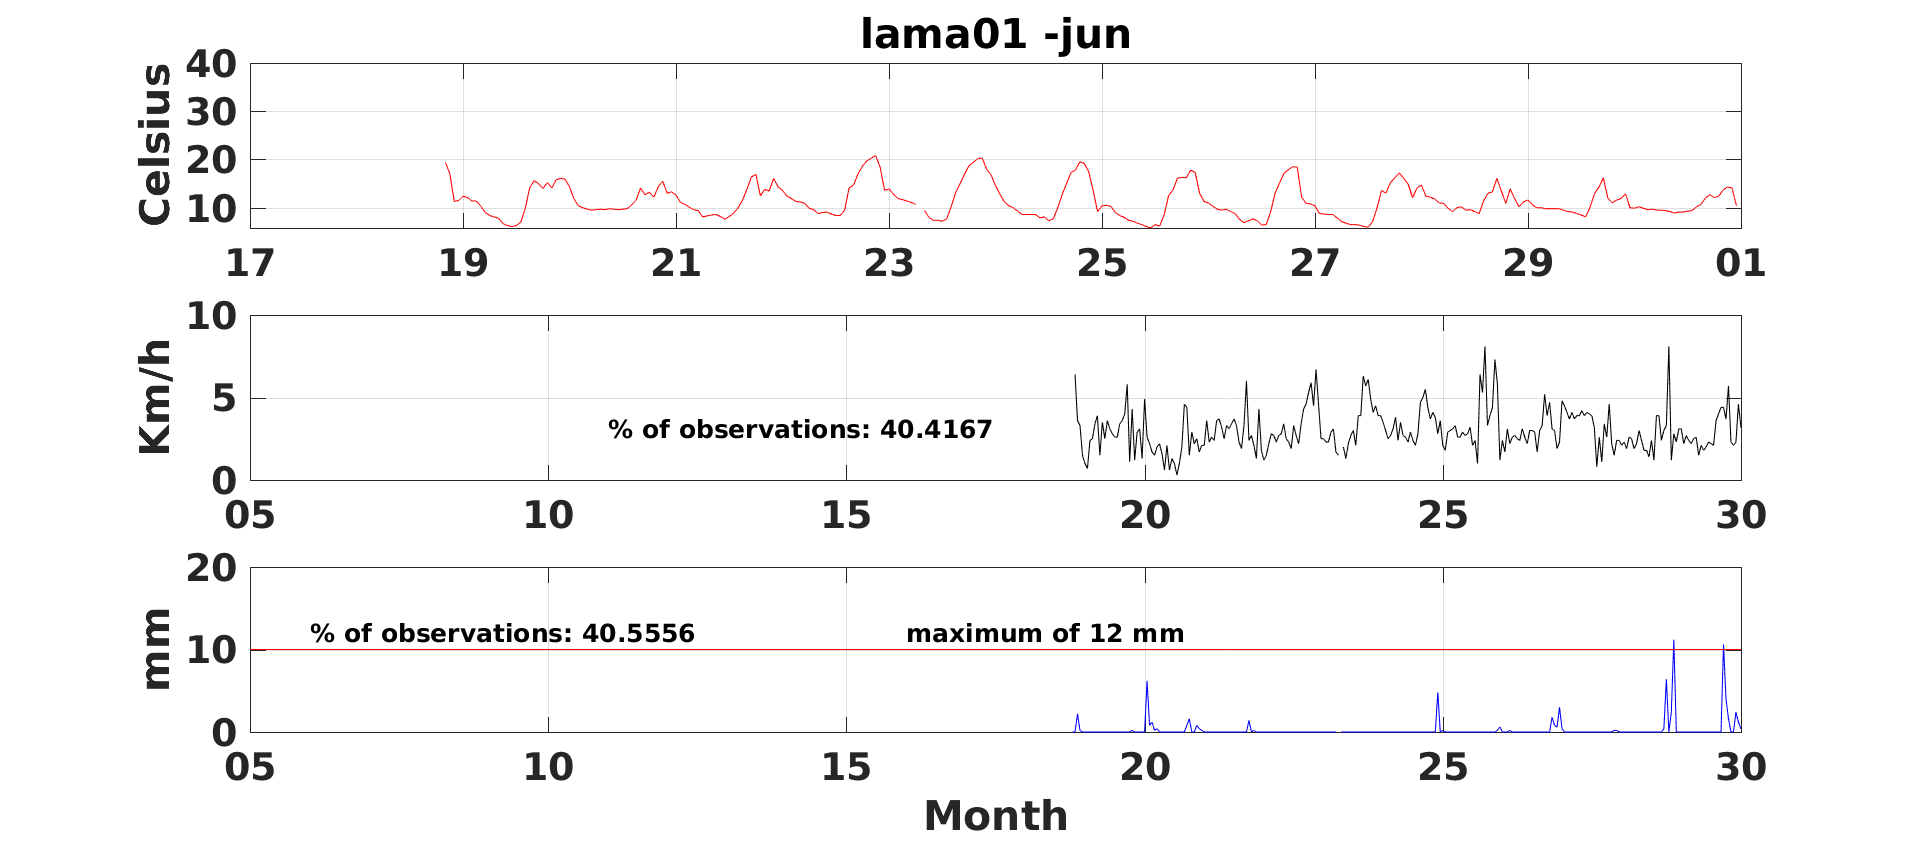 lama01 -jun
Celsius
40
30
20
10
17 19 21 23 25 27 29 01
Km/h
10
5
0
% of observations: 40.4167
05 10 15 20 25 30
mm
20
10
0
% of observations: 40.5556 maximum of 12 mm
05 10 15 20 25 30
Month